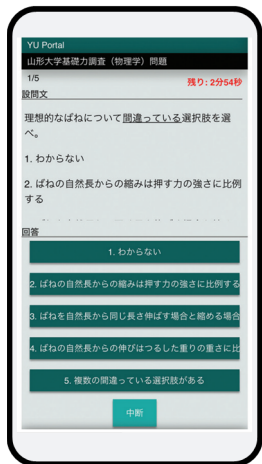 YU Portal
山形大学基礎力調査（物理学）問題
1/5
残り: 2分54秒
設問文
理想的なばねについて間違っている選択肢を選
べ。
1. わからない
2. ばねの自然長からの縮みは押す力の強さに比例
する
回答
1. わからない
2. ばねの自然長からの縮みは押す力の強さに比例する
3. ばねを自然長から同じ長さ伸ばす場合と縮める場合
4. ばねの自然長からの伸びはつるした重りの重さに比
5. 複数の間違っている選択肢がある
中断